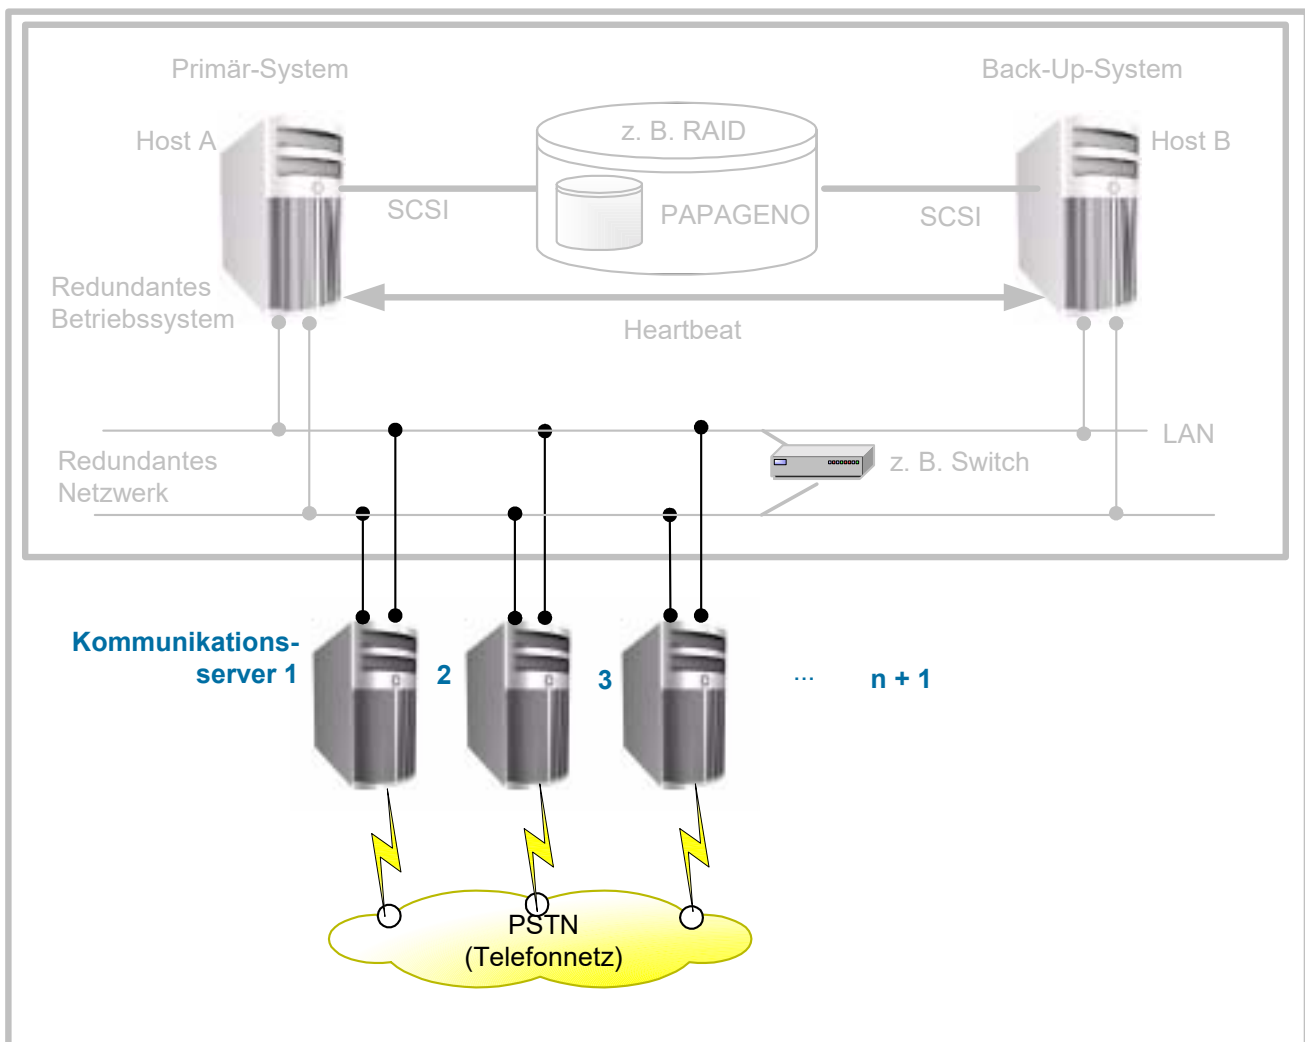 Primär-System
Back-Up-System
Host A
z. B. RAID
Host B
SCSI
PAPAGENO
SCSI
Redundantes
Betriebssystem
Heartbeat
LAN
Redundantes
Netzwerk
z. B. Switch
Kommunikations-
server 1
2
3
...
n + 1
PSTN
(Telefonnetz)